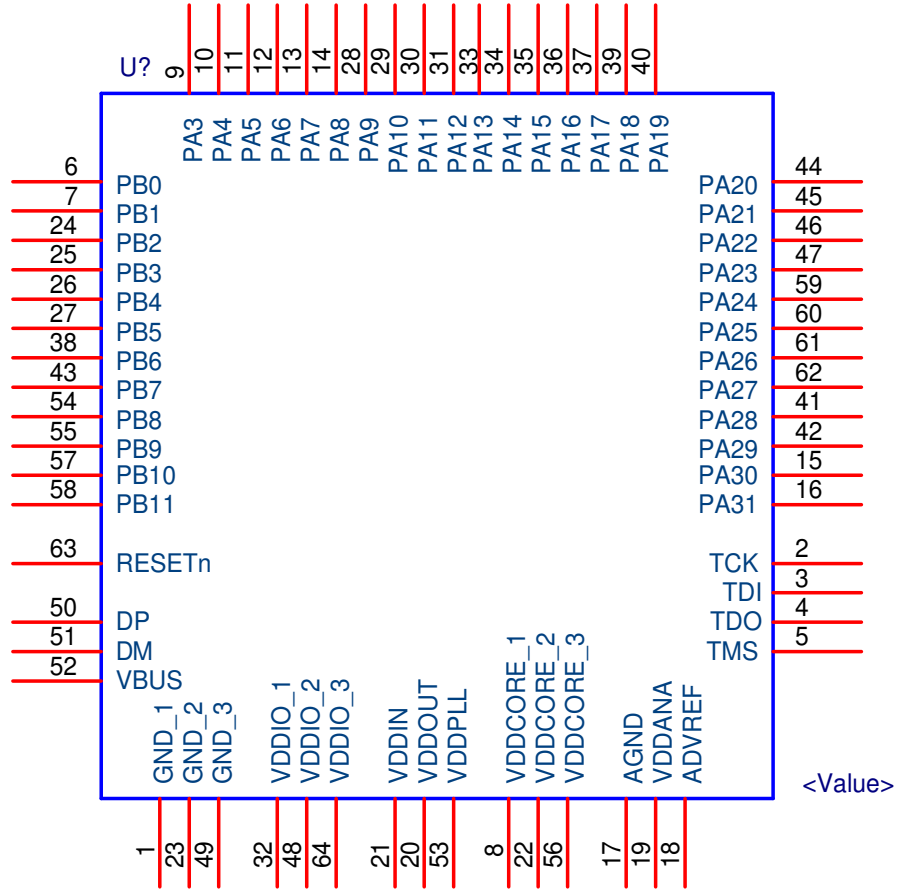 U?
9 10 11 12 13 14 28 29 30 31 33 34 35 36 37 39 40
PA3 PA4 PA5 PA6 PA7 PA8 PA9 PA10 PA11 PA12 PA13 PA14 PA15 PA16 PA17 PA18 PA19
6 PB0 PA20 44
7 PB1 PA21 45
24 PB2 PA22 46
25 PB3 PA23 47
26 PB4 PA24 59
27 PB5 PA25 60
38 PB6 PA26 61
43 PB7 PA27 62
54 PB8 PA28 41
55 PB9 PA29 42
57 PB10 PA30 15
58 PB11 PA31 16
63 RESETn TCK 2
TDI 3
50 DP TDO 4
51 DM TMS 5
52 VBUS
GND_1 GND_2 GND_3 VDDIO_1 VDDIO_2 VDDIO_3 VDDIN VDDOUT VDDPLL VDDCORE_1 VDDCORE_2 VDDCORE_3 AGND VDDANA ADVREF
<Value>
1 23 49 32 48 64 21 20 53 8 22 56 17 19 18